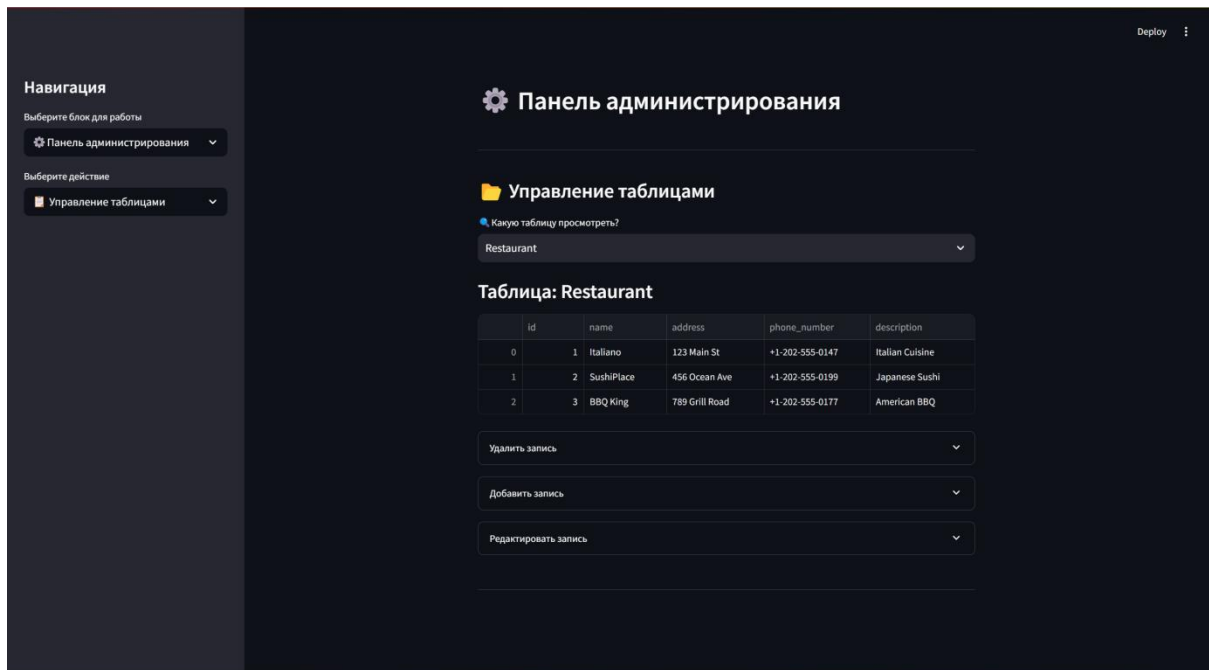 Deploy
Навигация
Выберите блок для работы
Панель администрирования
Выберите действие
Управление таблицами
Панель администрирования
Управление таблицами
Какую таблицу просмотреть?
Restaurant
Таблица: Restaurant
id name address phone_number description
0 1 Italiano 123 Main St +1-202-555-0147 Italian Cuisine
1 2 SushiPlace 456 Ocean Ave +1-202-555-0199 Japanese Sushi
2 3 BBQ King 789 Grill Road +1-202-555-0177 American BBQ
Удалить запись
Добавить запись
Редактировать запись